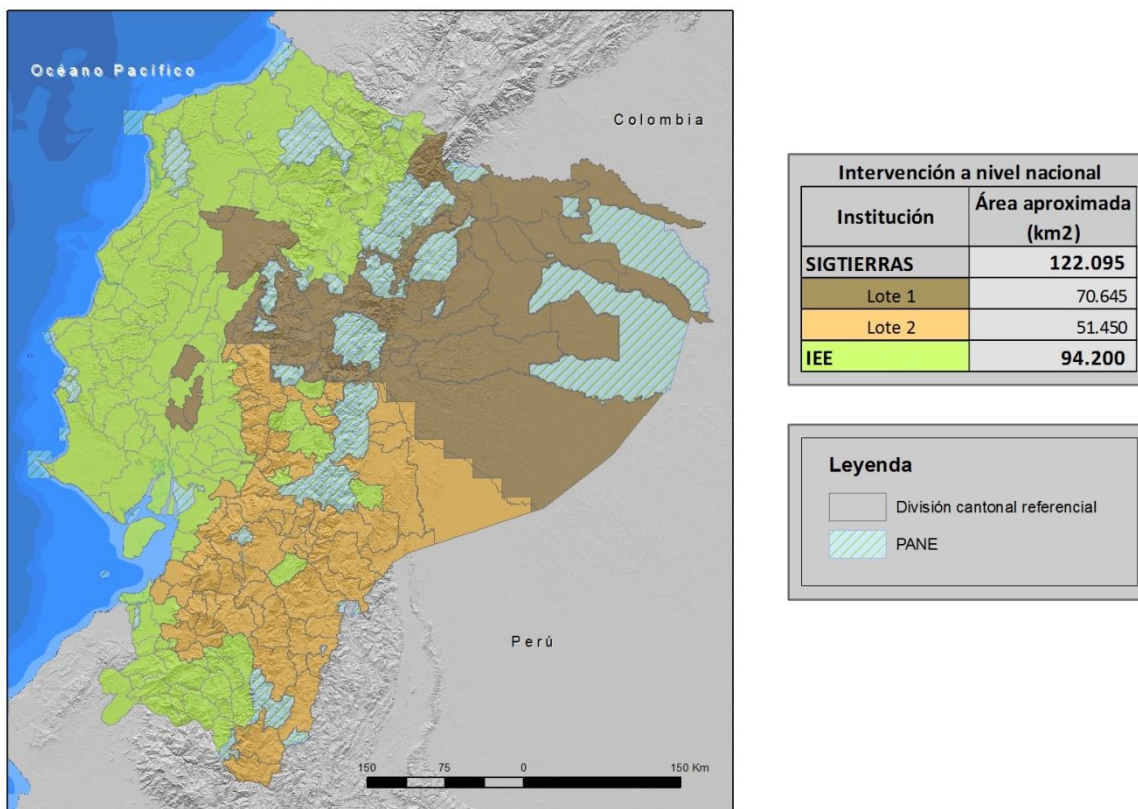 Océano Pacífico
Colombia
Perú
150 75 0 150 Km
Intervención a nivel nacional
Institución Área aproximada
(km2)
SIGTIERRAS 122.095
Lote 1 70.645
Lote 2 51.450
IEE 94.200
Leyenda
División cantonal referencial
PANE